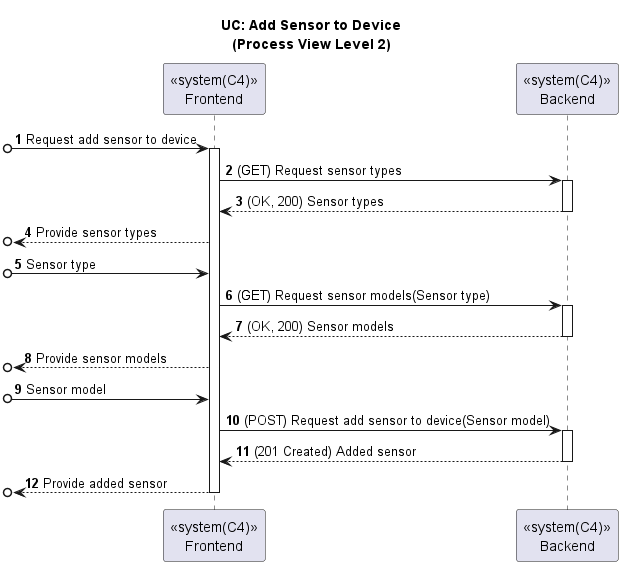 UC: Add Sensor to Device
(Process View Level 2)
«system(C4)»
Frontend
«system(C4)»
Backend
1 Request add sensor to device
2 (GET) Request sensor types
3 (OK, 200) Sensor types
4 Provide sensor types
5 Sensor type
6 (GET) Request sensor models(Sensor type)
7 (OK, 200) Sensor models
8 Provide sensor models
9 Sensor model
10 (POST) Request add sensor to device(Sensor model)
11 (201 Created) Added sensor
12 Provide added sensor
«system(C4)»
Frontend
«system(C4)»
Backend